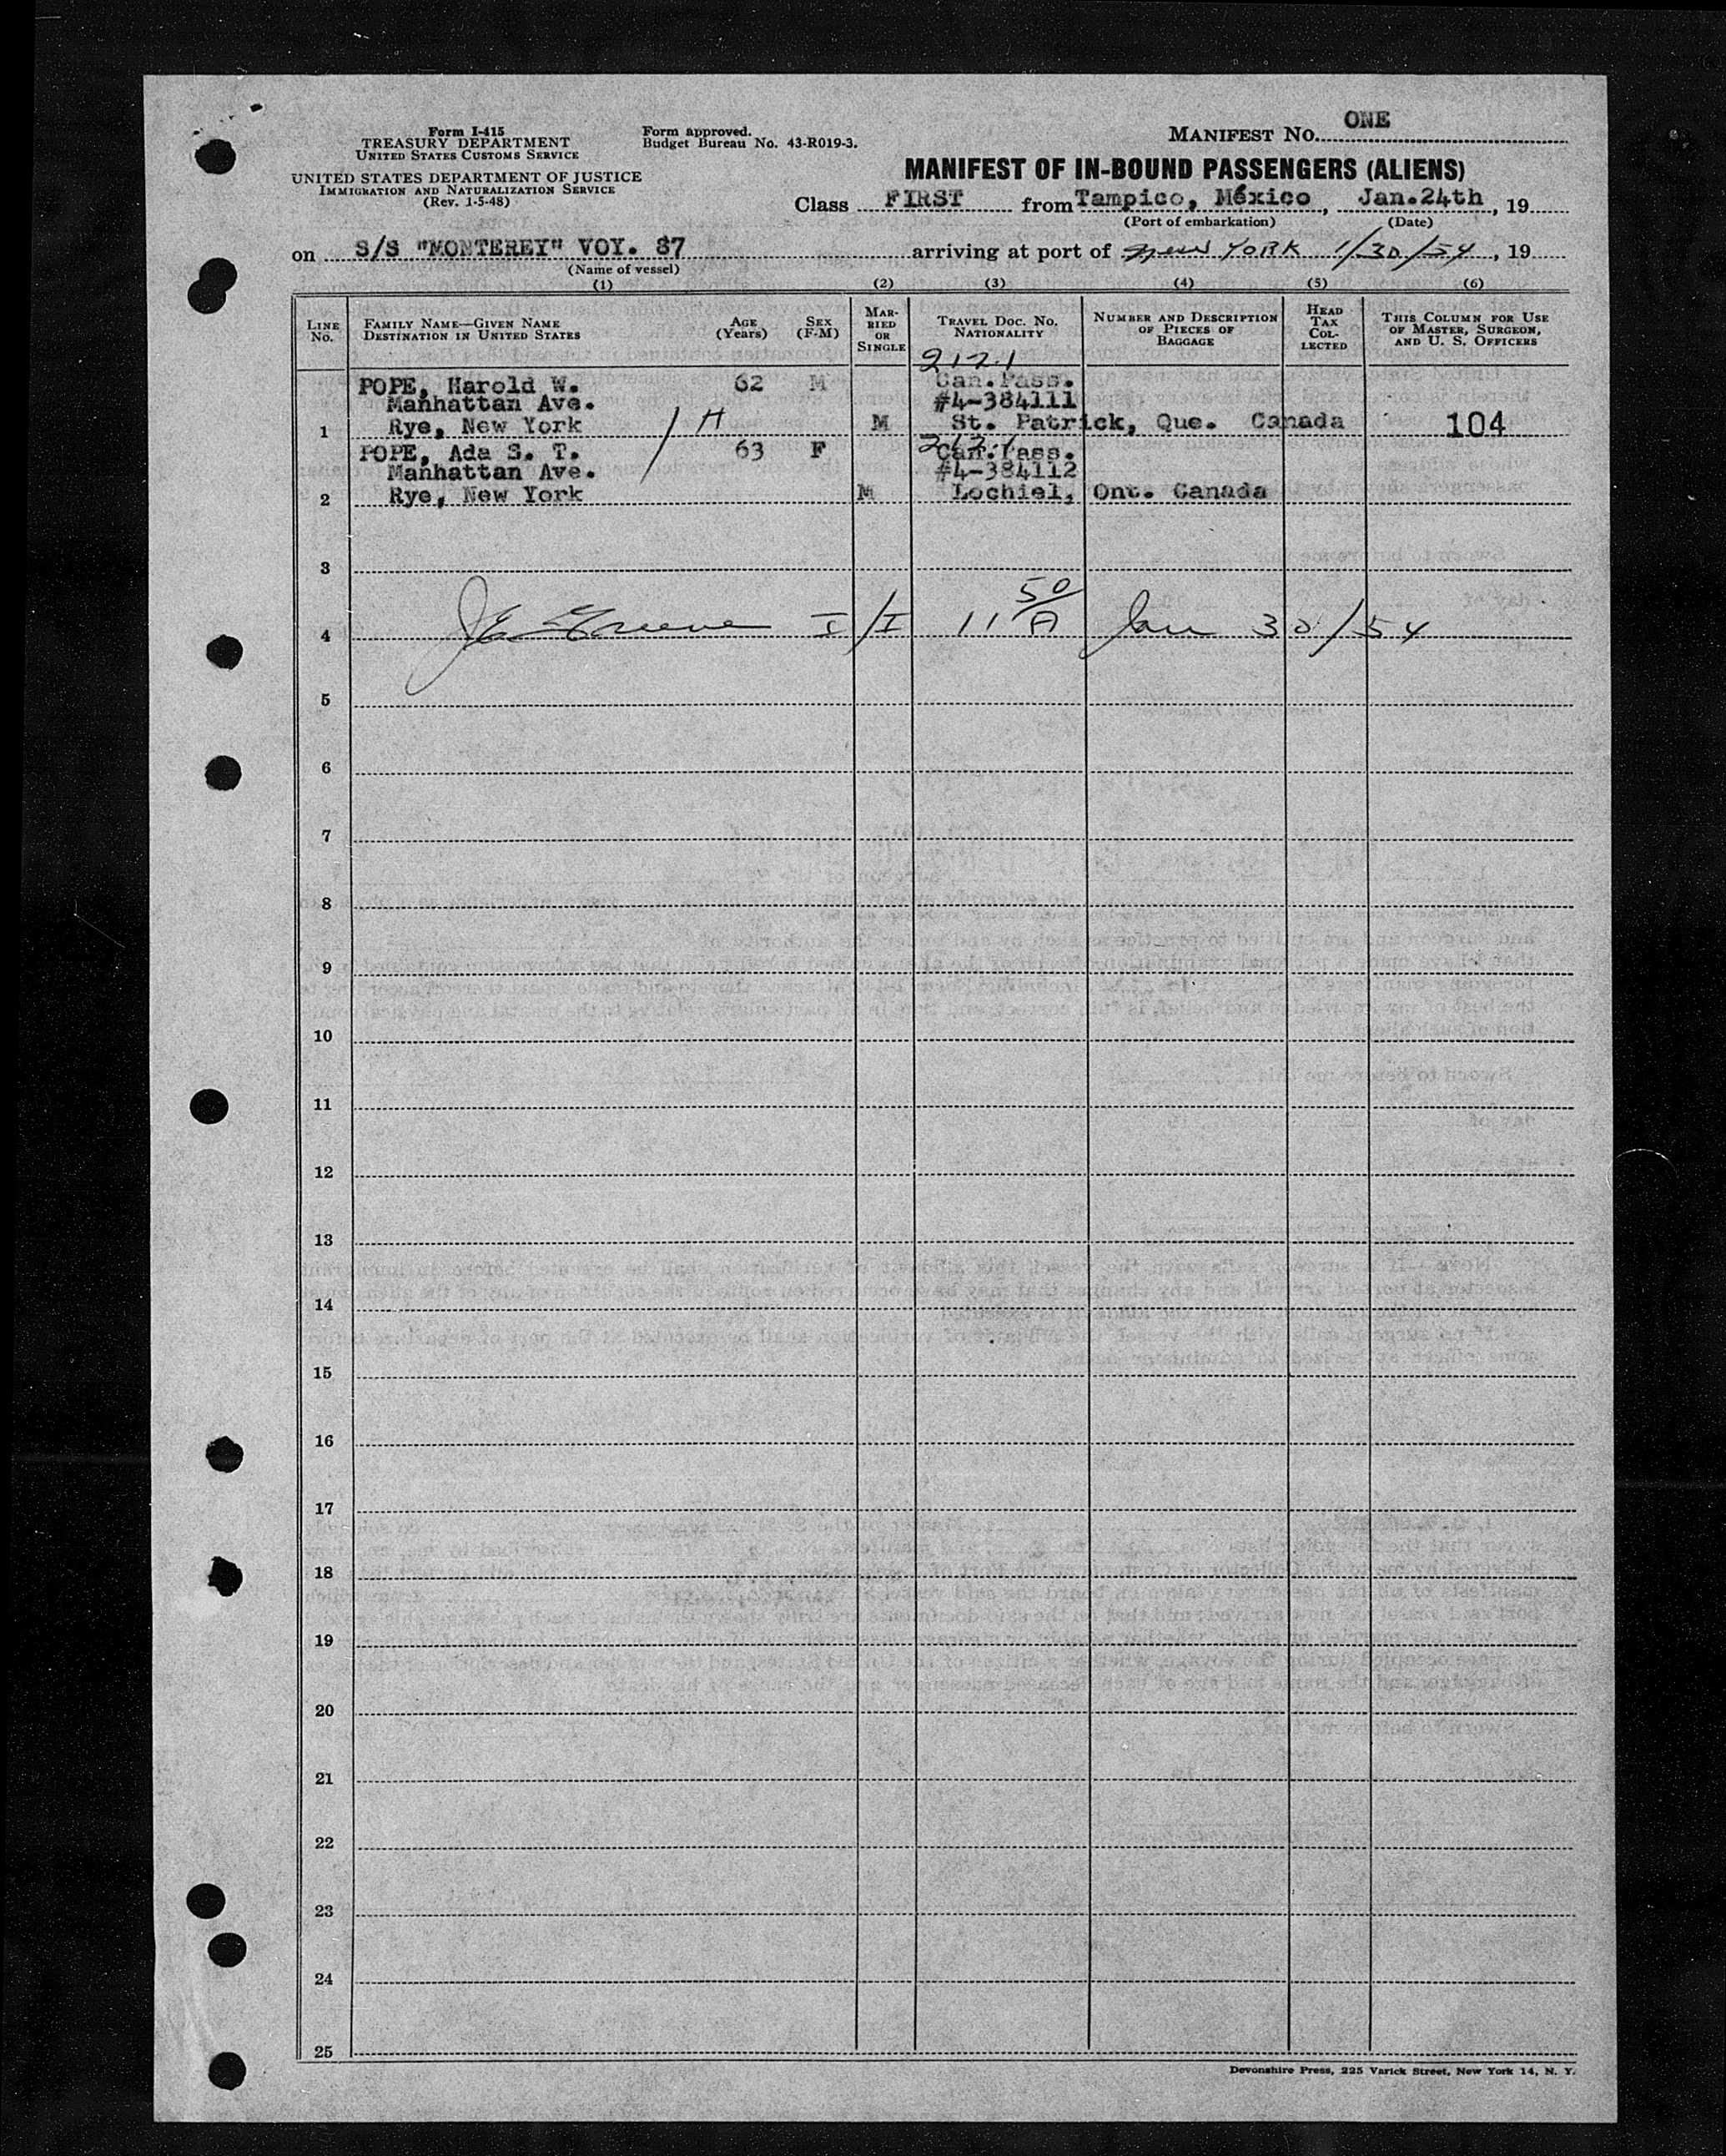 Form I-415
TREASURY DEPARTMENT
UNITED STATES CUSTOMS SERVICE
UNITED STATES DEPARTMENT OF JUSTICE
IMMIGRATION AND NATURALIZATION SERVICE
(Rev. 1-5-48)
Form approved.
Budget Bureau No. 43-R019-3.
MANIFEST NO. ONE
MANIFEST OF IN-BOUND PASSENGERS (ALIENS)
Class FIRST from Tampico, México, Jan.24th, 19
(Port of embarkation) (Date)
on S/S "MONTEREY" VOY. 87 arriving at port of New YORK 1/30/54, 19
(Name of vessel)
(1) (2) (3) (4) (5) (6)
LINE NO.
FAMILY NAME—GIVEN NAME
DESTINATION IN UNITED STATES
AGE (Years)
SEX (F-M)
MARRIED OR SINGLE
TRAVEL DOC. NO.
NATIONALITY
NUMBER AND DESCRIPTION OF PIECES OF BAGGAGE
HEAD TAX COLLECTED
THIS COLUMN FOR USE OF MASTER, SURGEON, AND U. S. OFFICERS
2121
POPE, Harold W. 62 M Can.Pass.
Manhattan Ave. #4-384111
1 Rye, New York / H M St. Patrick, Que. Canada 104
POPE, Ada S. T. 63 F Can.Pass.
Manhattan Ave. #4-384112
2 Rye, New York M Lochiel, Ont. Canada
3
4 I/I 11 50/A Jan 30/54
5
6
7
8
9
10
11
12
13
14
15
16
17
18
19
20
21
22
23
24
25
Devonshire Press, 225 Varick Street, New York 14, N. Y.